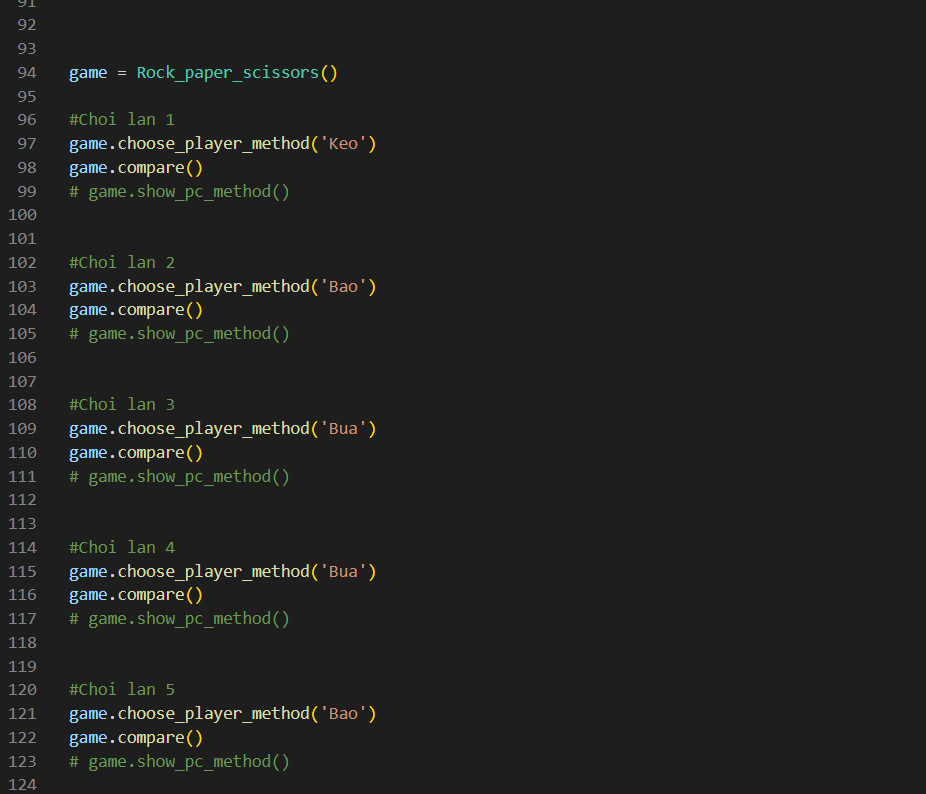 91
92
93
94 game = Rock_paper_scissors()
95
96 #Choi lan 1
97 game.choose_player_method('Keo')
98 game.compare()
99 # game.show_pc_method()
100
101
102 #Choi lan 2
103 game.choose_player_method('Bao')
104 game.compare()
105 # game.show_pc_method()
106
107
108 #Choi lan 3
109 game.choose_player_method('Bua')
110 game.compare()
111 # game.show_pc_method()
112
113
114 #Choi lan 4
115 game.choose_player_method('Bua')
116 game.compare()
117 # game.show_pc_method()
118
119
120 #Choi lan 5
121 game.choose_player_method('Bao')
122 game.compare()
123 # game.show_pc_method()
124